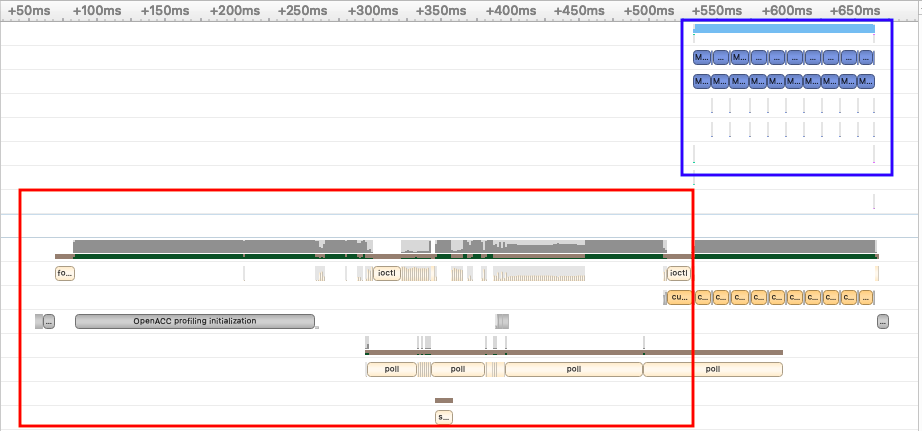 +50ms +100ms +150ms +200ms +250ms +300ms +350ms +400ms +450ms +500ms +550ms +600ms +650ms
M... ... M... ... ... ... ... ... ... ...
M... M... M... M... M... M... M... M... M... M...
fo... ioctl ioctl
cu... c... c... c... c... c... c... c... c... c... ...
... OpenACC profiling initialization ...
poll poll poll poll
s...